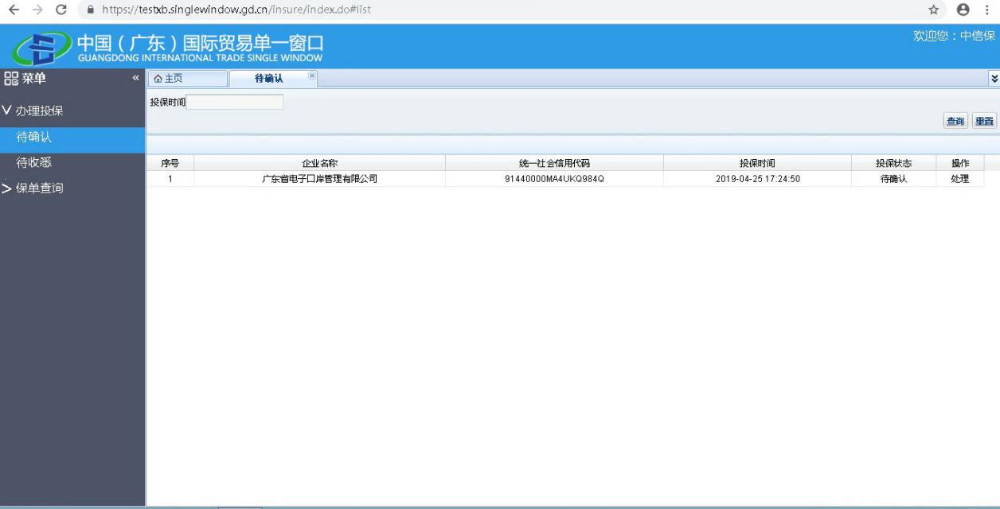 https://testxb.singlewindow.gd.cn/insure/index.do#list
中国（广东）国际贸易单一窗口
GUANGDONG INTERNATIONAL TRADE SINGLE WINDOW
欢迎您：中信保
菜单 «
主页 待确认
投保时间
办理投保
查询 重置
待确认
待收悉
保单查询
序号 企业名称 统一社会信用代码 投保时间 投保状态 操作
1 广东省电子口岸管理有限公司 91440000MA4UKQ984Q 2019-04-25 17:24:50 待确认 处理